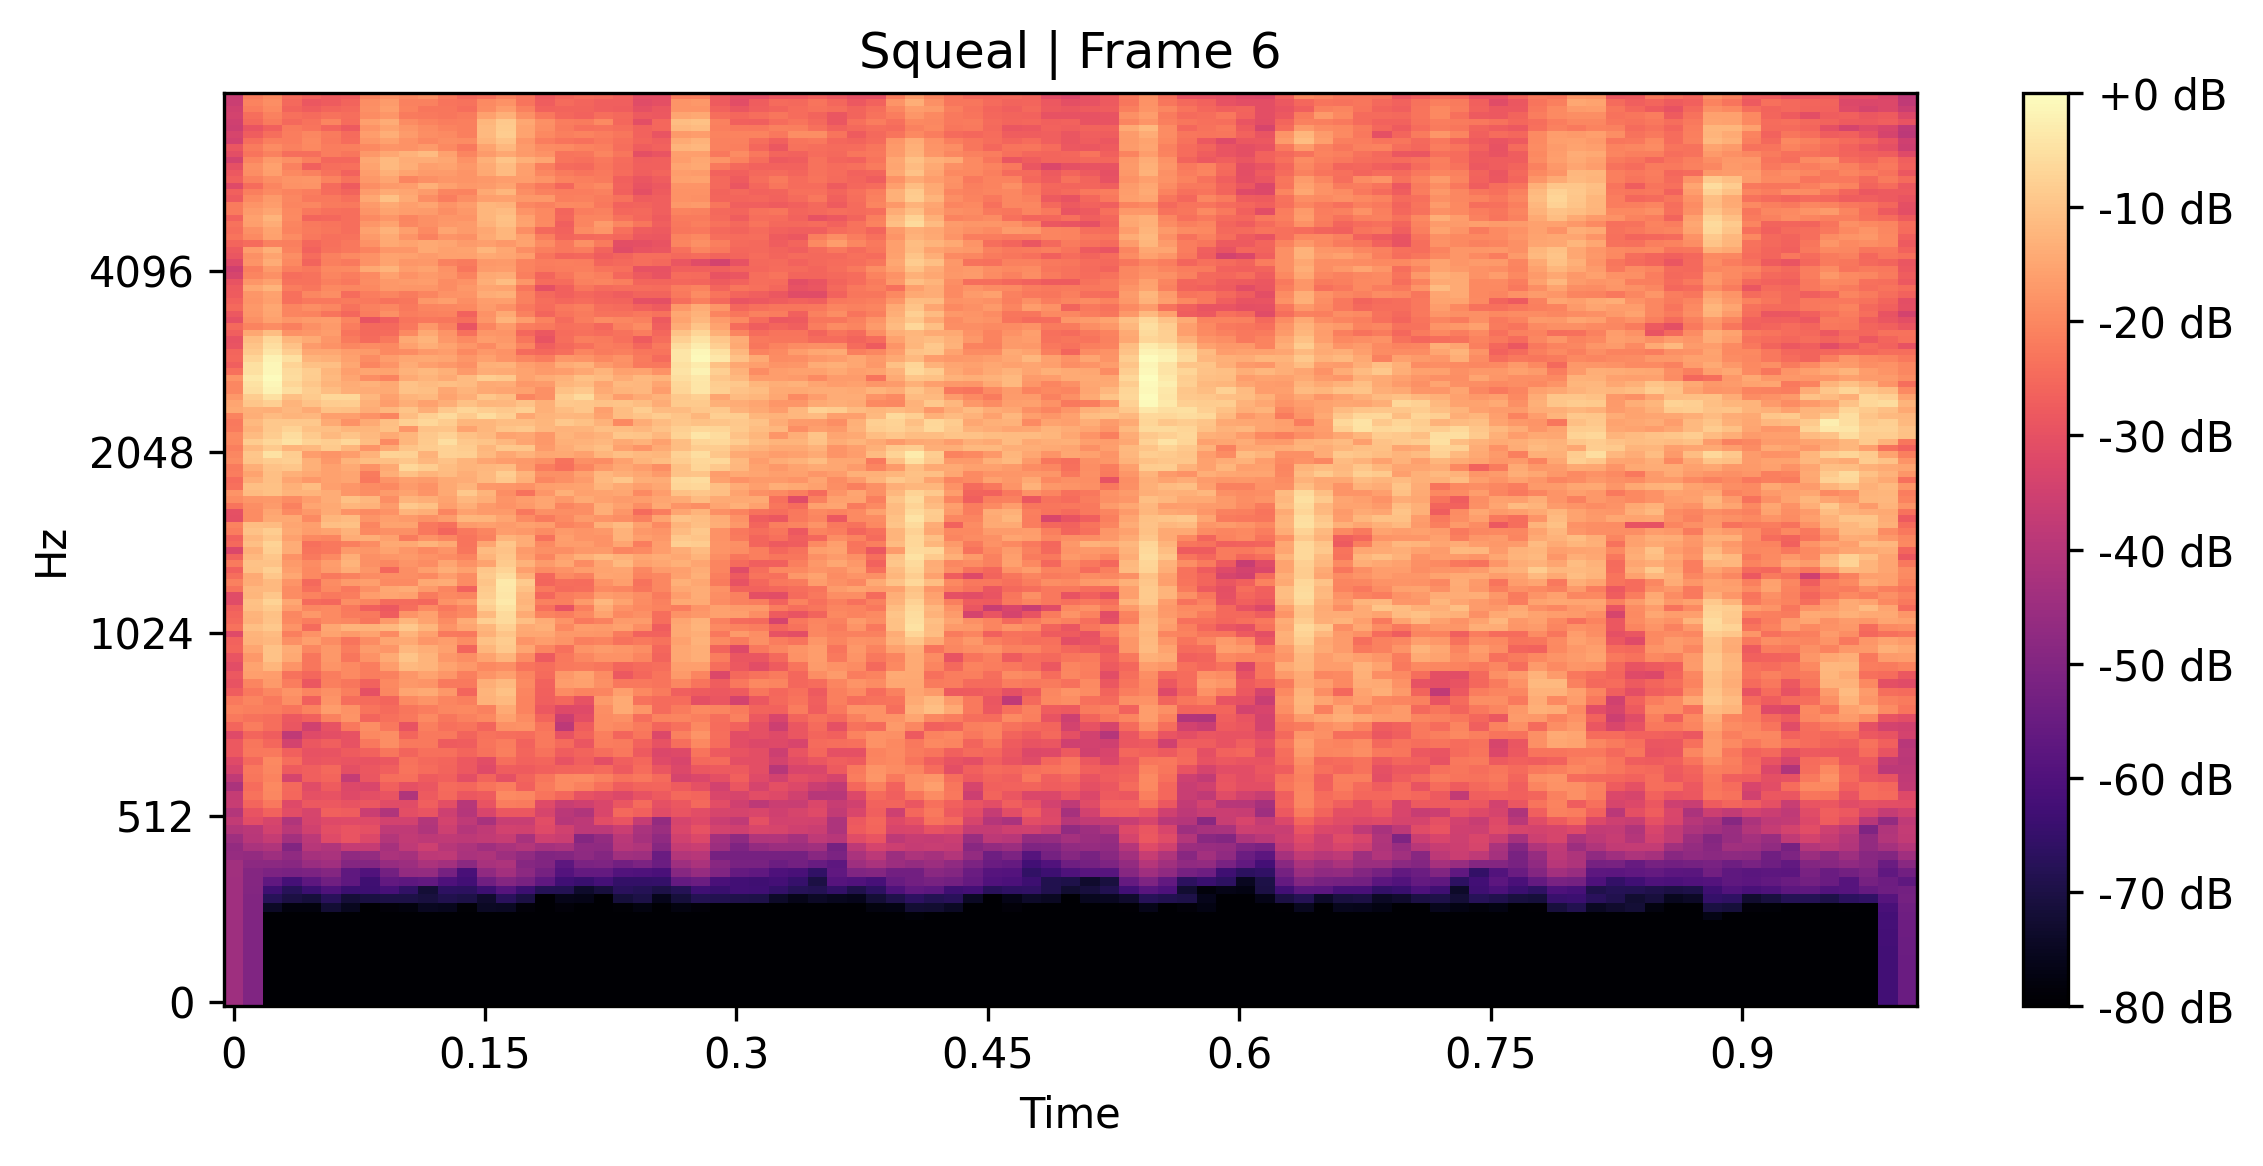 Squeal | Frame 6
Hz
4096
2048
1024
512
0
0 0.15 0.3 0.45 0.6 0.75 0.9
Time
+0 dB
-10 dB
-20 dB
-30 dB
-40 dB
-50 dB
-60 dB
-70 dB
-80 dB